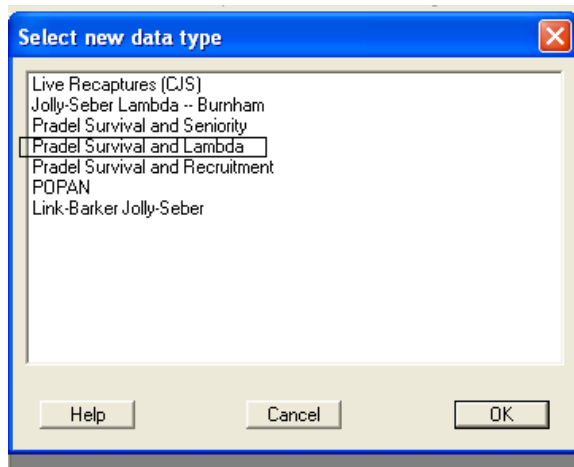 Select new data type
Live Recaptures (CJS)
Jolly-Seber Lambda -- Burnham
Pradel Survival and Seniority
Pradel Survival and Lambda
Pradel Survival and Recruitment
POPAN
Link-Barker Jolly-Seber
Help Cancel OK